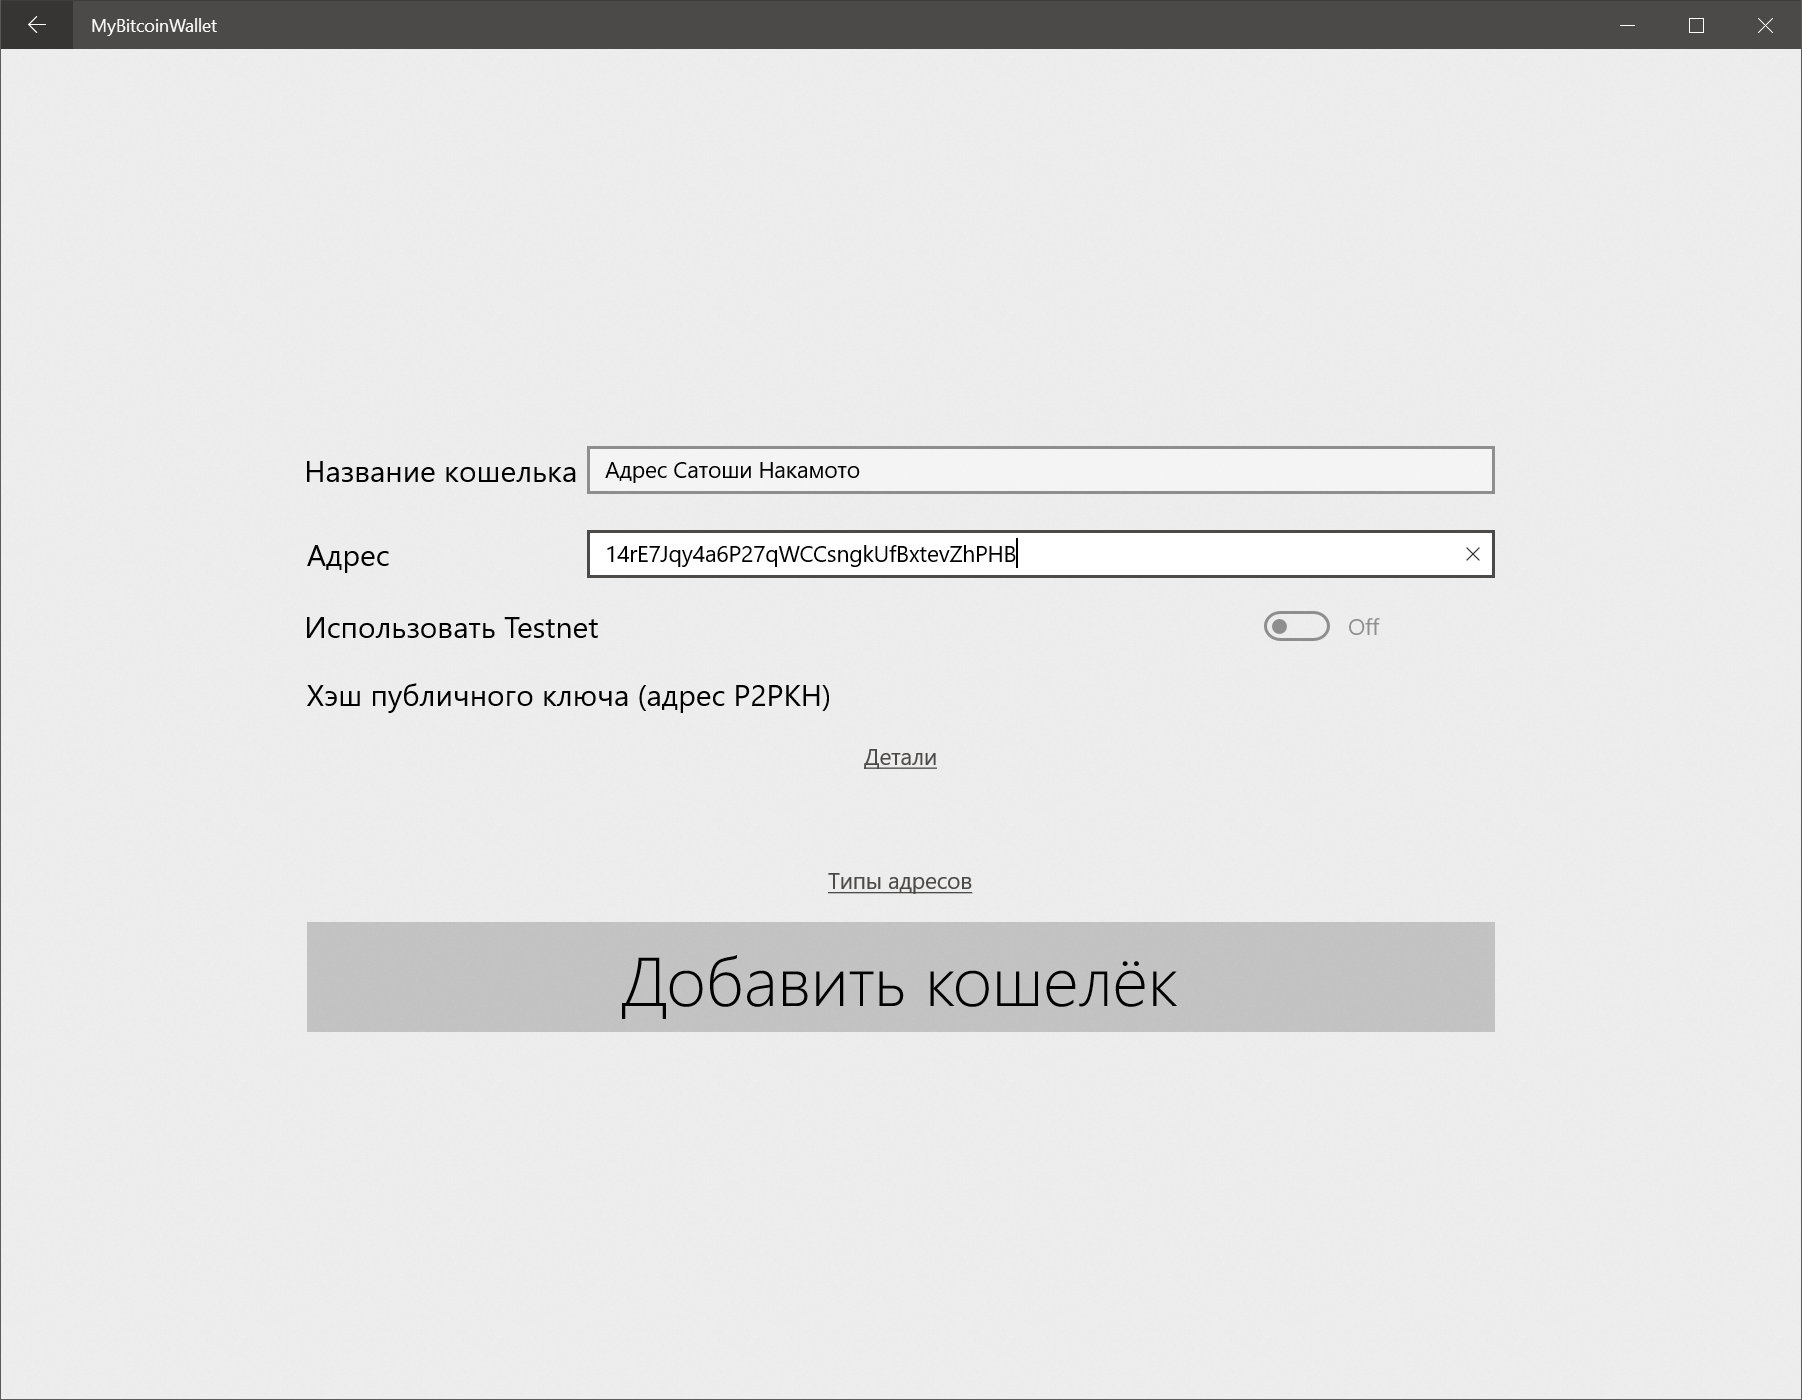 MyBitcoinWallet
Название кошелька Адрес Сатоши Накамото
Адрес 14rE7Jqy4a6P27qWCCsngkUfBxtevZhPHB
Использовать Testnet Off
Хэш публичного ключа (адрес P2PKH)
Детали
Типы адресов
Добавить кошелёк